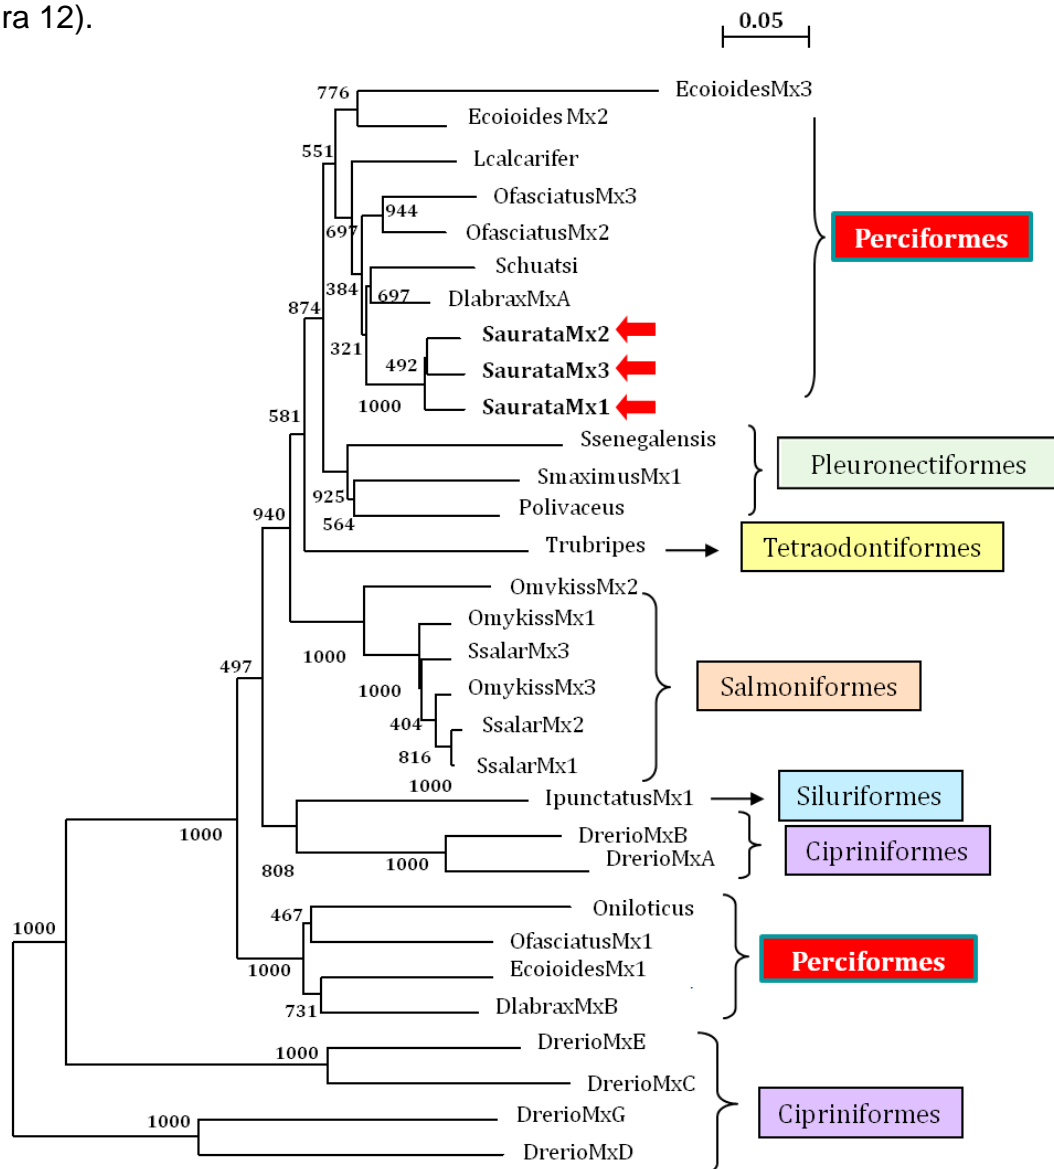 ra 12).
0.05
776
EcoioidesMx3
Ecoioides Mx2
551
Lcalcarifer
OfasciatusMx3
944
697
OfasciatusMx2
Perciformes
Schuatsi
384
697
DlabraxMxA
874
SaurataMx2
321
492
SaurataMx3
1000
SaurataMx1
581
Ssenegalensis
Pleuronectiformes
SmaximusMx1
925
Polivaceus
564
940
Trubripes
Tetraodontiformes
OmykissMx2
OmykissMx1
1000
SsalarMx3
497
1000
OmykissMx3
Salmoniformes
404
SsalarMx2
816
SsalarMx1
1000
IpunctatusMx1
Siluriformes
1000
DrerioMxB
1000
DrerioMxA
Cipriniformes
808
467
Oniloticus
1000
OfasciatusMx1
1000
EcoioidesMx1
Perciformes
731
DlabraxMxB
1000
DrerioMxE
DrerioMxC
Cipriniformes
1000
DrerioMxG
DrerioMxD